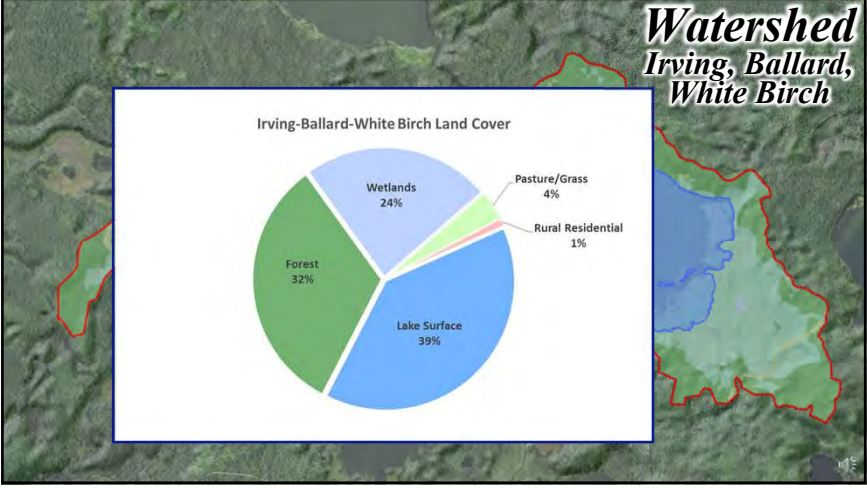 Watershed
Irving, Ballard,
White Birch
Irving-Ballard-White Birch Land Cover
Wetlands
24%
Pasture/Grass
4%
Rural Residential
1%
Forest
32%
Lake Surface
39%